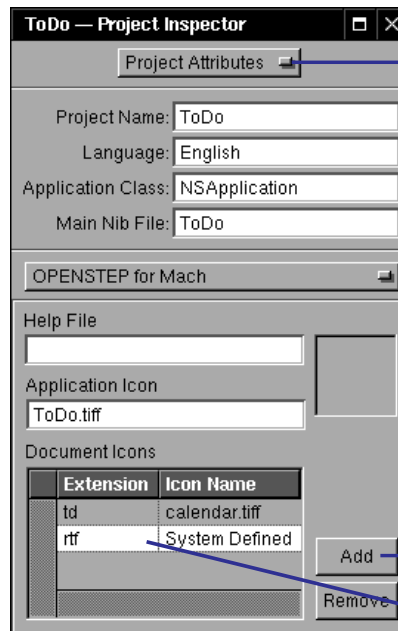 ToDo — Project Inspector
Project Attributes
Project Name: ToDo
Language: English
Application Class: NSApplication
Main Nib File: ToDo
OPENSTEP for Mach
Help File
Application Icon
ToDo.tiff
Document Icons
Extension Icon Name
td calendar.tiff
rtf System Defined
Add
Remove